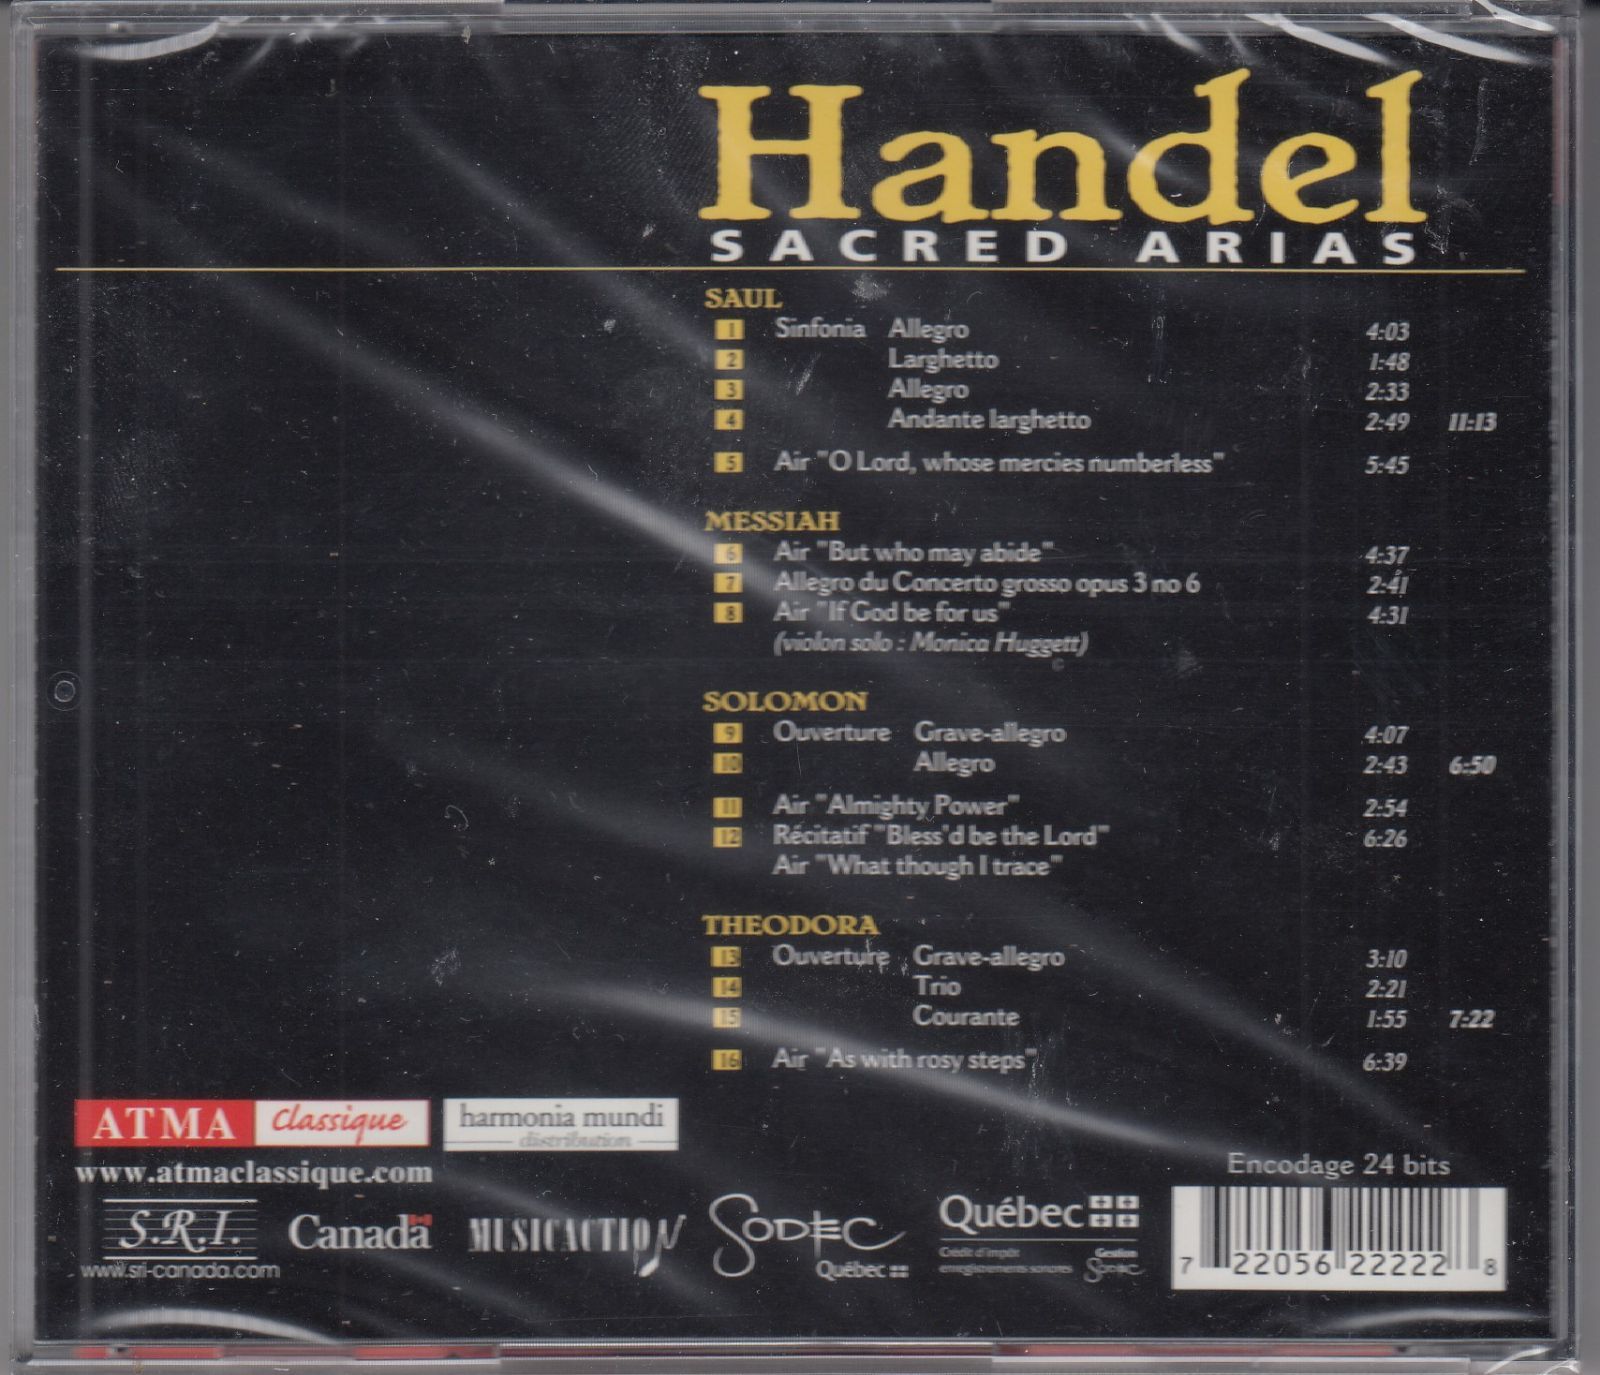 Handel
SACRED ARIAS
SAUL
1 Sinfonia Allegro 4:03
2 Larghetto 1:48
3 Allegro 2:33
4 Andante larghetto 2:49 11:13
5 Air "O Lord, whose mercies numberless" 5:45
MESSIAH
6 Air "But who may abide" 4:37
7 Allegro du Concerto grosso opus 3 no 6 2:41
8 Air "If God be for us" 4:31
(violon solo : Monica Huggett)
SOLOMON
9 Ouverture Grave-allegro 4:07
10 Allegro 2:43 6:50
11 Air "Almighty Power" 2:54
12 Récitatif "Bless'd be the Lord" 6:26
Air "What though I trace"
THEODORA
13 Ouverture Grave-allegro 3:10
14 Trio 2:21
15 Courante 1:55 7:22
16 Air "As with rosy steps" 6:39
ATMA Classique
harmonia mundi
distribution
www.atmaclassique.com
S.R.I.
www.sri-canada.com
Canada
MUSICACTION
SODEC
Québec
Québec
Crédit d'impôt
enregistrements sonores
Gestion
SODEC
Encodage 24 bits
7 22056 22222 8